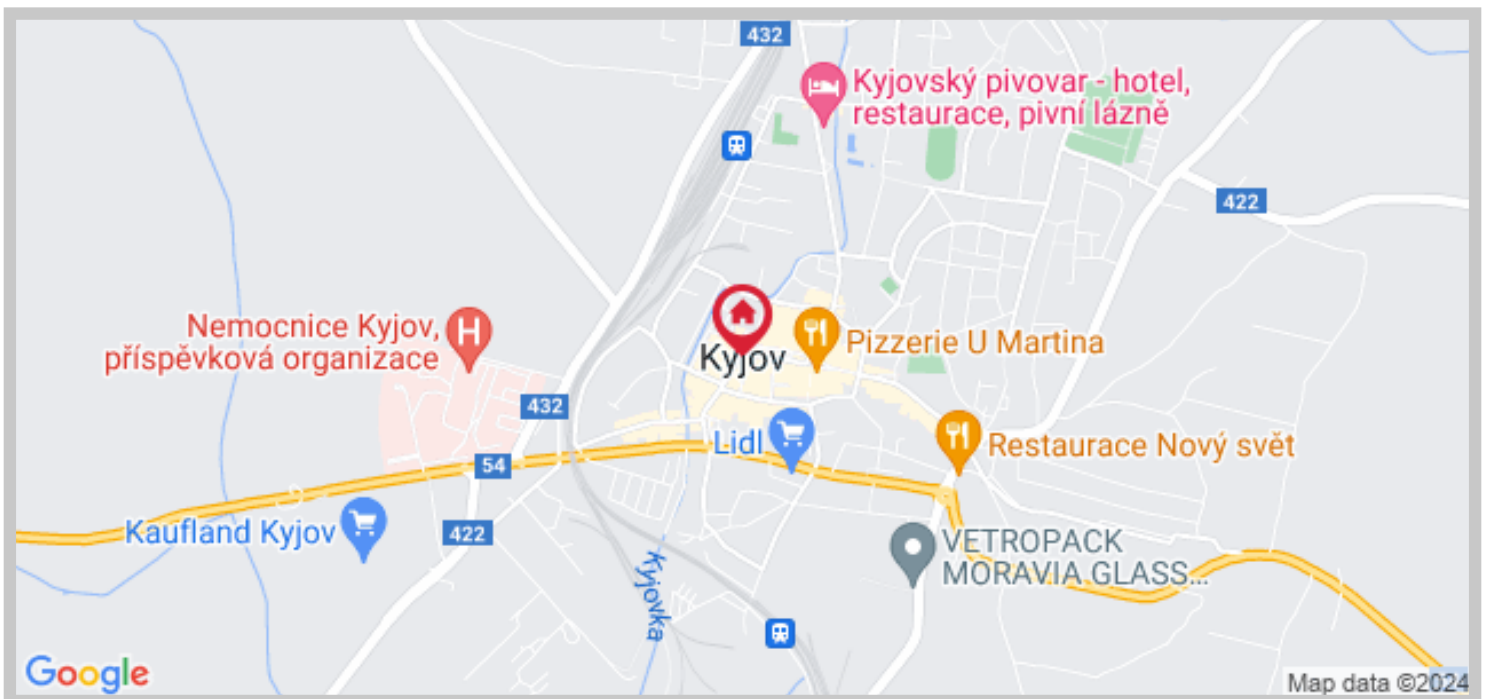 432
Kyjovský pivovar - hotel,
restaurace, pivní lázně
422
Nemocnice Kyjov,
příspěvková organizace
H
Kyjov
Pizzerie U Martina
432
Lidl
Restaurace Nový svět
54
Kaufland Kyjov
422
VETROPACK
MORAVIA GLASS...
Kyjovka
Google
Map data ©2024